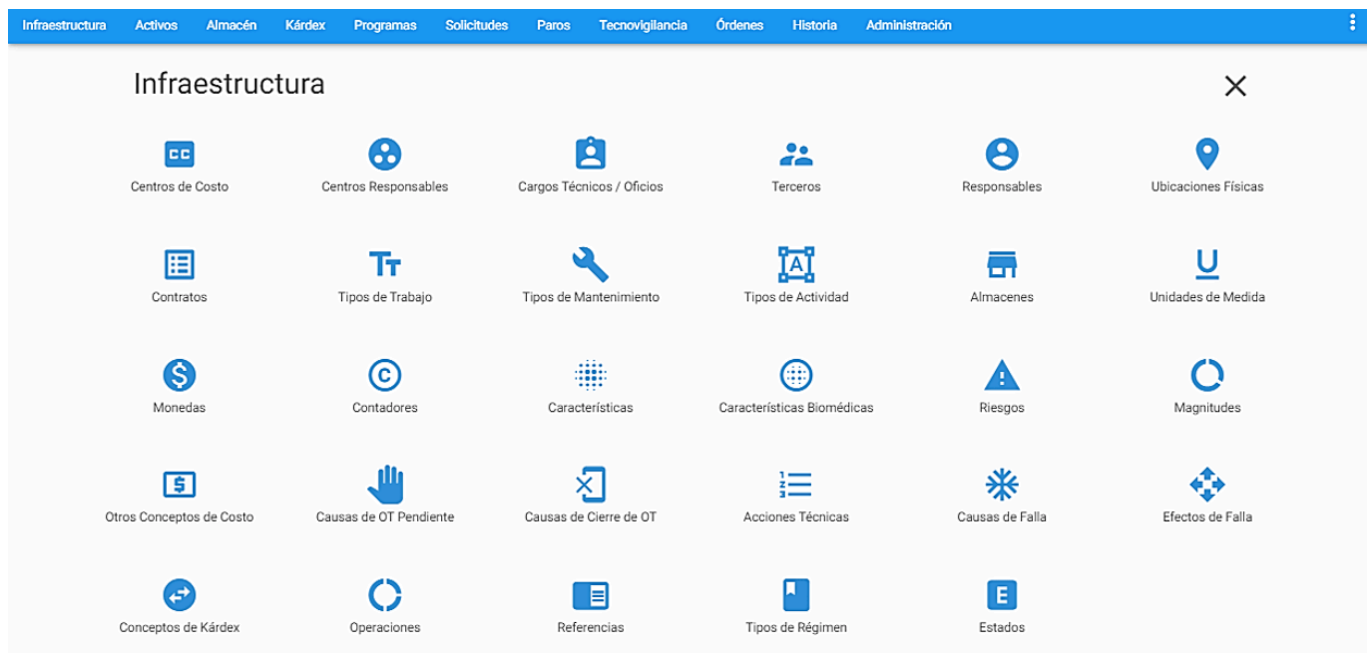 Infraestructura Activos Almacén Kárdex Programas Solicitudes Paros Tecnovigilancia Órdenes Historia Administración
Infraestructura
CC
Centros de Costo Centros Responsables Cargos Técnicos / Oficios Terceros Responsables Ubicaciones Físicas
TT A U
Contratos Tipos de Trabajo Tipos de Mantenimiento Tipos de Actividad Almacenes Unidades de Medida
$ C
Monedas Contadores Características Características Biomédicas Riesgos Magnitudes
$ 1 2 3
Otros Conceptos de Costo Causas de OT Pendiente Causas de Cierre de OT Acciones Técnicas Causas de Falla Efectos de Falla
E
Conceptos de Kárdex Operaciones Referencias Tipos de Régimen Estados